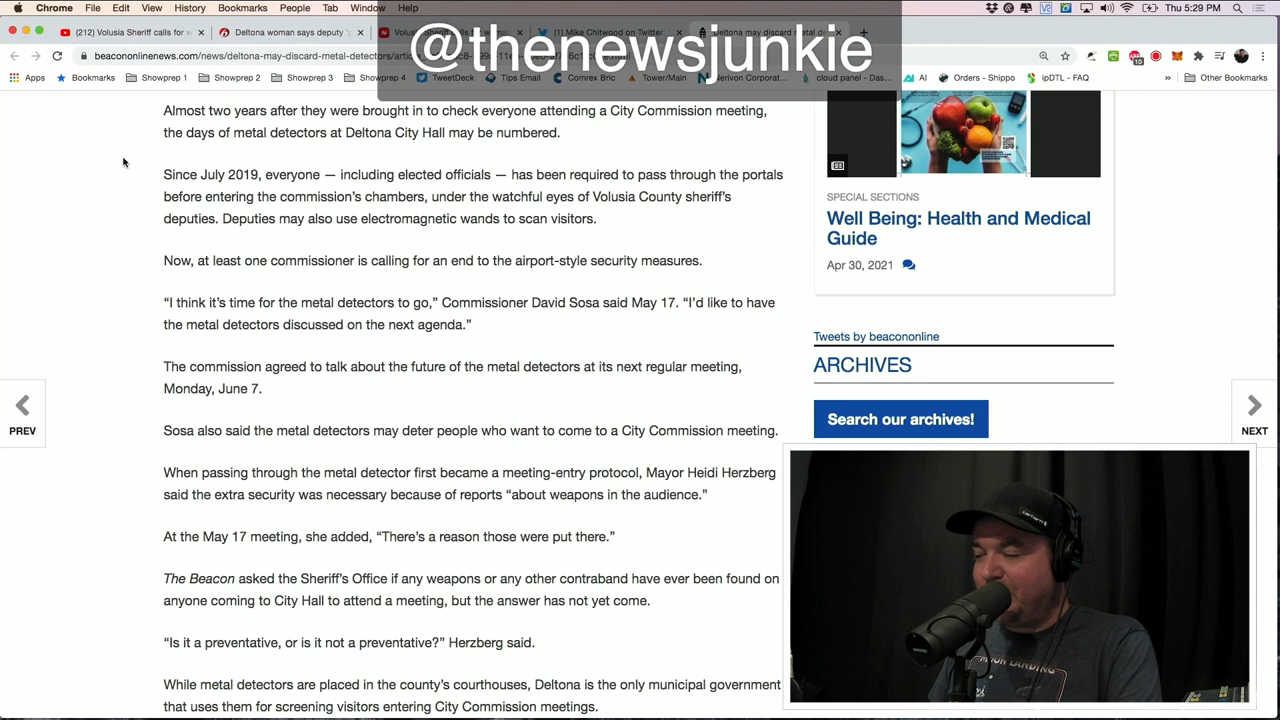 Chrome File Edit View History Bookmarks People Tab Window Help Thu 5:29 PM
@thenewsjunkie
(212) Volusia Sheriff calls for w
Deltona woman says deputy '
Mike Chitwood on Twitter:
beacononlinenews.com/news/deltona-may-discard-metal-detectors/
Apps Bookmarks Showprep 1 Showprep 2 Showprep 3 Showprep 4 TweetDeck Tips Email Comrex Bric Tower/Main Nerivon Corporat... cloud panel - Das... AI Orders - Shippo ipDTL - FAQ » Other Bookmarks
Almost two years after they were brought in to check everyone attending a City Commission meeting,
the days of metal detectors at Deltona City Hall may be numbered.
Since July 2019, everyone — including elected officials — has been required to pass through the portals
before entering the commission's chambers, under the watchful eyes of Volusia County sheriff's
deputies. Deputies may also use electromagnetic wands to scan visitors.
Now, at least one commissioner is calling for an end to the airport-style security measures.
“I think it's time for the metal detectors to go,” Commissioner David Sosa said May 17. “I'd like to have
the metal detectors discussed on the next agenda.”
The commission agreed to talk about the future of the metal detectors at its next regular meeting,
Monday, June 7.
Sosa also said the metal detectors may deter people who want to come to a City Commission meeting.
When passing through the metal detector first became a meeting-entry protocol, Mayor Heidi Herzberg
said the extra security was necessary because of reports “about weapons in the audience.”
At the May 17 meeting, she added, “There's a reason those were put there.”
The Beacon asked the Sheriff's Office if any weapons or any other contraband have ever been found on
anyone coming to City Hall to attend a meeting, but the answer has not yet come.
“Is it a preventative, or is it not a preventative?” Herzberg said.
While metal detectors are placed in the county's courthouses, Deltona is the only municipal government
that uses them for screening visitors entering City Commission meetings.
PREV
SPECIAL SECTIONS
Well Being: Health and Medical
Guide
Apr 30, 2021
Tweets by beacononline
ARCHIVES
Search our archives!
NEXT
carhartt
MOON LANDING